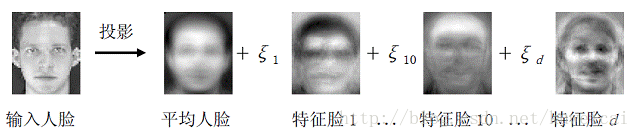 投影
+ ξ1 + ξ10 + ξd
输入人脸 平均人脸 特征脸 1 ... 特征脸 10 ... 特征脸 d